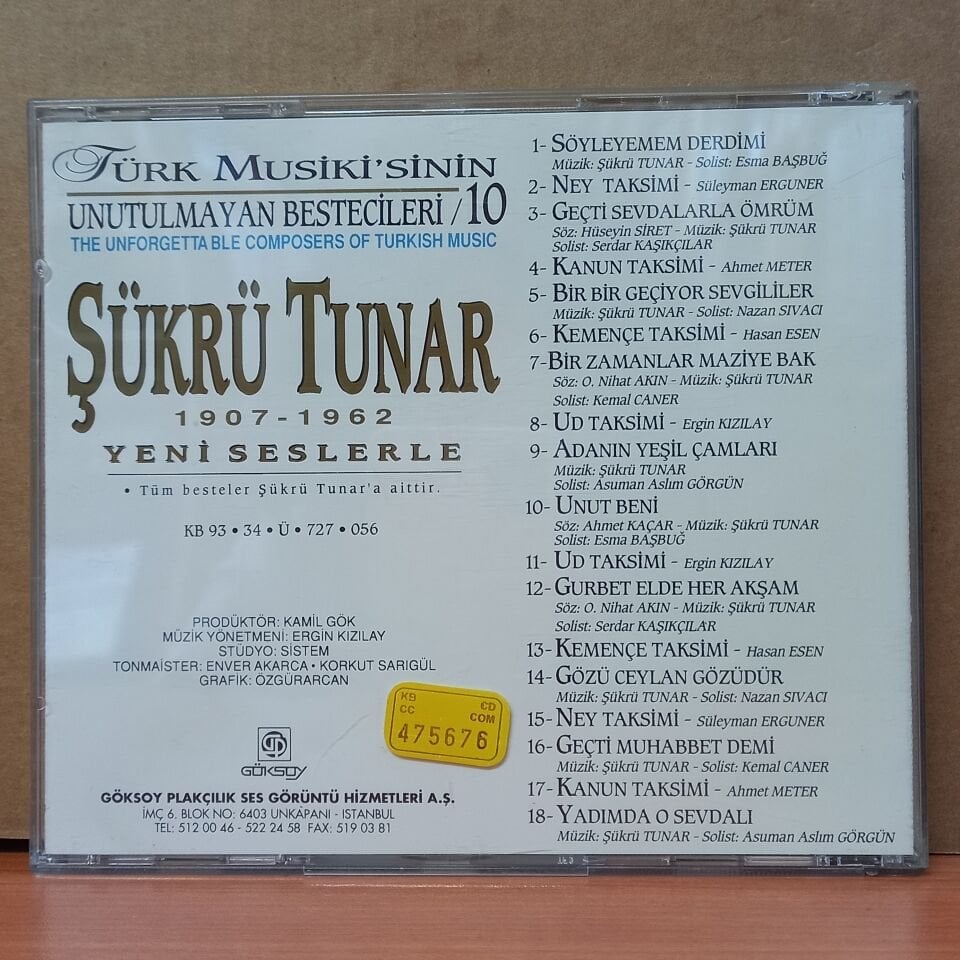 TÜRK MUSIKI'SININ
UNUTULMAYAN BESTECİLERİ / 10
THE UNFORGETTABLE COMPOSERS OF TURKISH MUSIC
ŞÜKRÜ TUNAR
1907 - 1962
YENİ SESLERLE
• Tüm besteler Şükrü Tunar'a aittir.
KB 93 • 34 • Ü • 727 • 056
PRODÜKTÖR: KAMİL GÖK
MÜZİK YÖNETMENİ: ERGİN KIZILAY
STÜDYO: SİSTEM
TONMAISTER: ENVER AKARCA • KORKUT SARIGÜL
GRAFİK: ÖZGÜRARCAN
KB CD
CC COM
475676
GÖKSOY
GÖKSOY PLAKÇILIK SES GÖRÜNTÜ HİZMETLERİ A.Ş.
İMÇ 6. BLOK NO: 6403 UNKAPANI - ISTANBUL
TEL: 512 00 46 - 522 24 58 FAX: 519 03 81
1- SÖYLEYEMEM DERDİMİ
Müzik: Şükrü TUNAR - Solist: Esma BAŞBUĞ
2- NEY TAKSİMİ - Süleyman ERGUNER
3- GEÇTİ SEVDALARLA ÖMRÜM
Söz: Hüseyin SİRET - Müzik: Şükrü TUNAR
Solist: Serdar KAŞIKÇILAR
4- KANUN TAKSİMİ - Ahmet METER
5- BİR BİR GEÇİYOR SEVGİLİLER
Müzik: Şükrü TUNAR - Solist: Nazan SIVACI
6- KEMENÇE TAKSİMİ - Hasan ESEN
7- BİR ZAMANLAR MAZİYE BAK
Söz: O. Nihat AKIN - Müzik: Şükrü TUNAR
Solist: Kemal CANER
8- UD TAKSİMİ - Ergin KIZILAY
9- ADANIN YEŞİL ÇAMLARI
Müzik: Şükrü TUNAR
Solist: Asuman Aslım GÖRGÜN
10- UNUT BENİ
Söz: Ahmet KAÇAR - Müzik: Şükrü TUNAR
Solist: Esma BAŞBUĞ
11- UD TAKSİMİ - Ergin KIZILAY
12- GURBET ELDE HER AKŞAM
Söz: O. Nihat AKIN - Müzik: Şükrü TUNAR
Solist: Serdar KAŞIKÇILAR
13- KEMENÇE TAKSİMİ - Hasan ESEN
14- GÖZÜ CEYLAN GÖZÜDÜR
Müzik: Şükrü TUNAR - Solist: Nazan SIVACI
15- NEY TAKSİMİ - Süleyman ERGUNER
16- GEÇTİ MUHABBET DEMİ
Müzik: Şükrü TUNAR - Solist: Kemal CANER
17- KANUN TAKSİMİ - Ahmet METER
18- YADIMDA O SEVDALI
Müzik: Şükrü TUNAR - Solist: Asuman Aslım GÖRGÜN